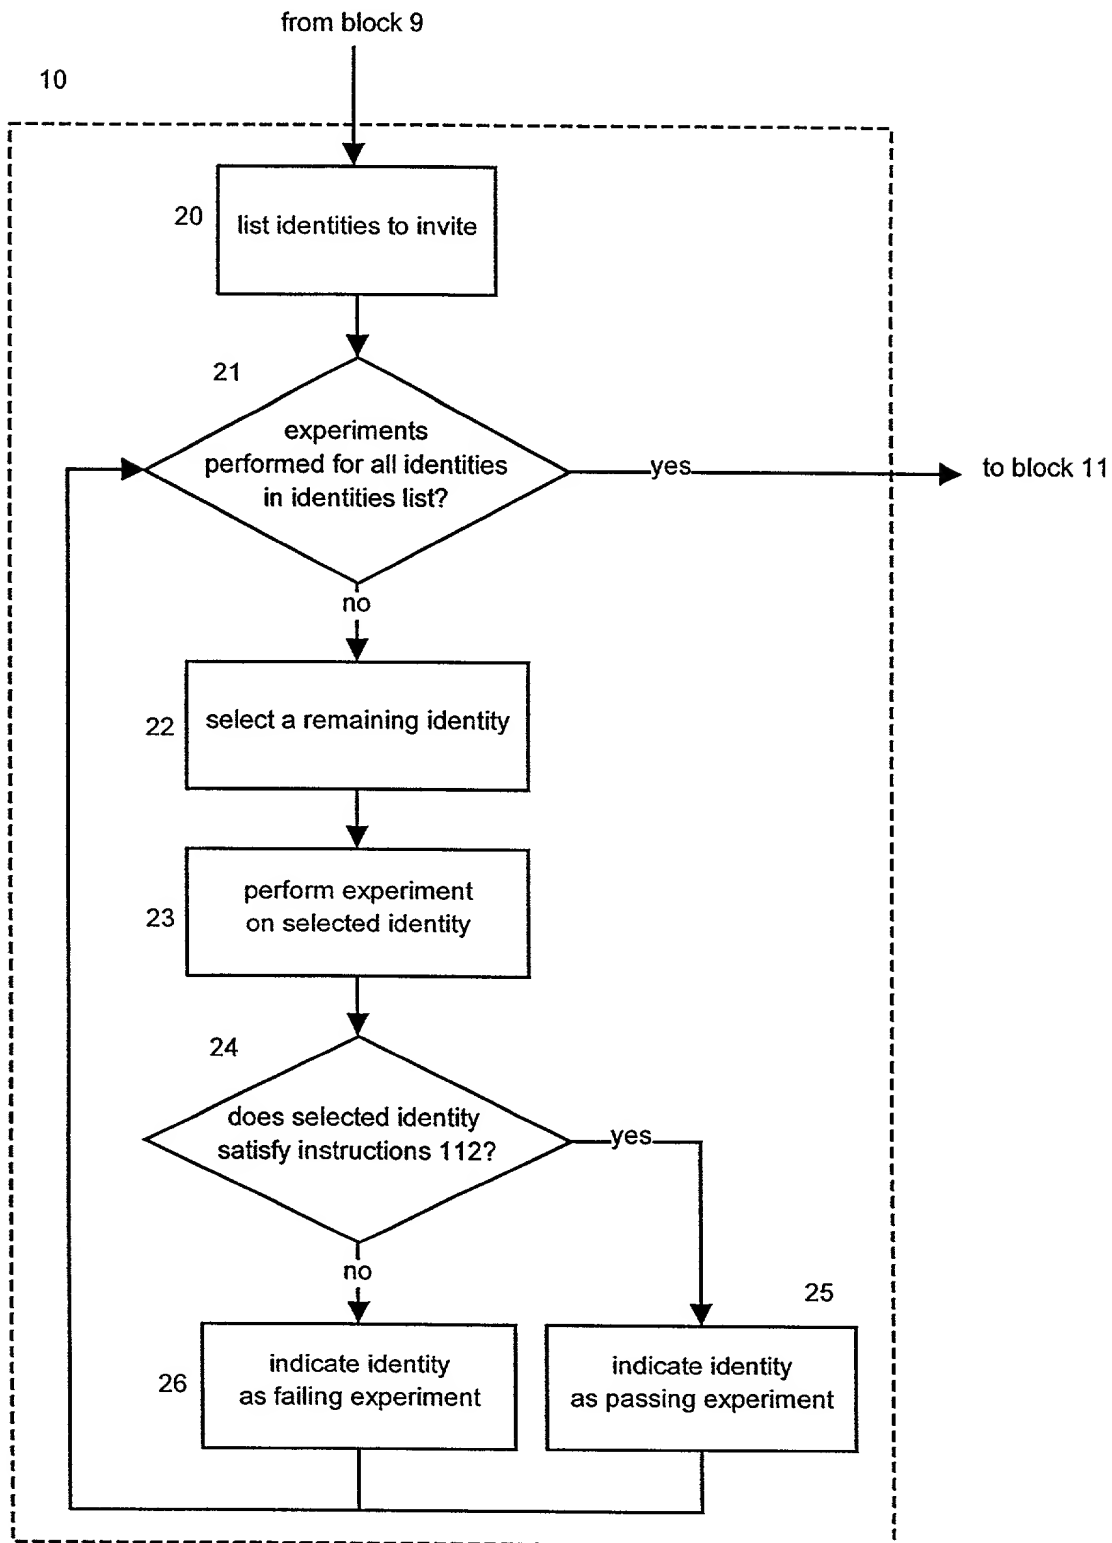 from block 9
10
20
list identities to invite
21
experiments
performed for all identities
in identities list?
yes
to block 11
no
22
select a remaining identity
23
perform experiment
on selected identity
24
does selected identity
satisfy instructions 112?
yes
no
25
26
indicate identity
as failing experiment
indicate identity
as passing experiment